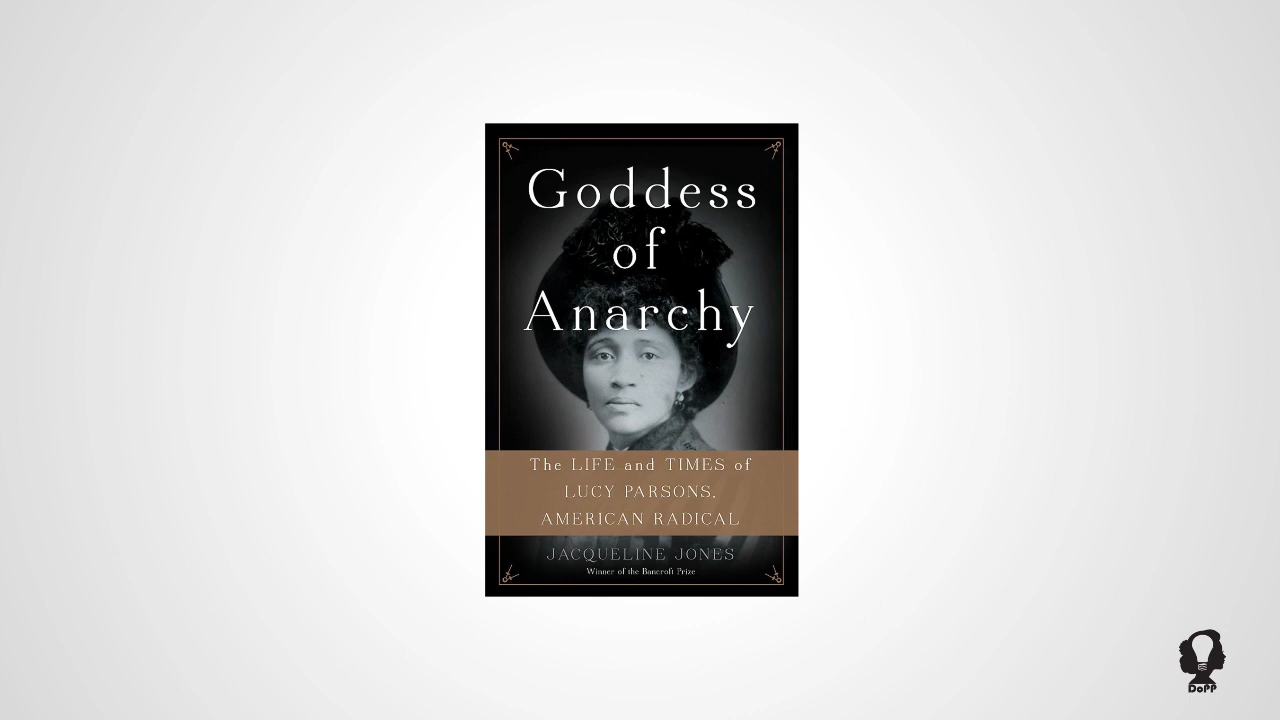 Goddess
of
Anarchy
The LIFE and TIMES of
LUCY PARSONS,
AMERICAN RADICAL
JACQUELINE JONES
Winner of the Bancroft Prize
DoPP